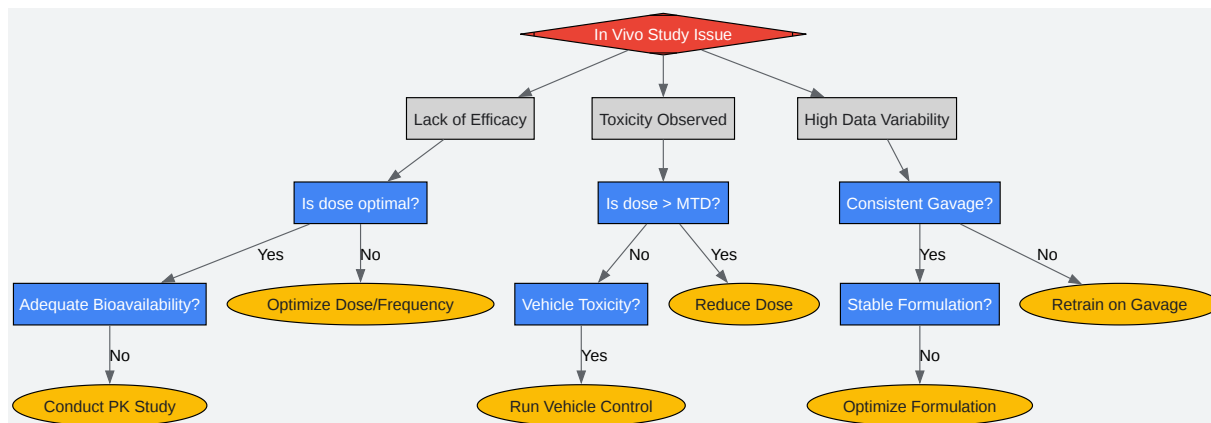 In Vivo Study Issue
Lack of Efficacy
Toxicity Observed
High Data Variability
Is dose optimal?
Is dose > MTD?
Consistent Gavage?
Yes
No
No
Yes
Yes
No
Adequate Bioavailability?
Optimize Dose/Frequency
Vehicle Toxicity?
Reduce Dose
Stable Formulation?
Retrain on Gavage
No
Yes
No
Conduct PK Study
Run Vehicle Control
Optimize Formulation